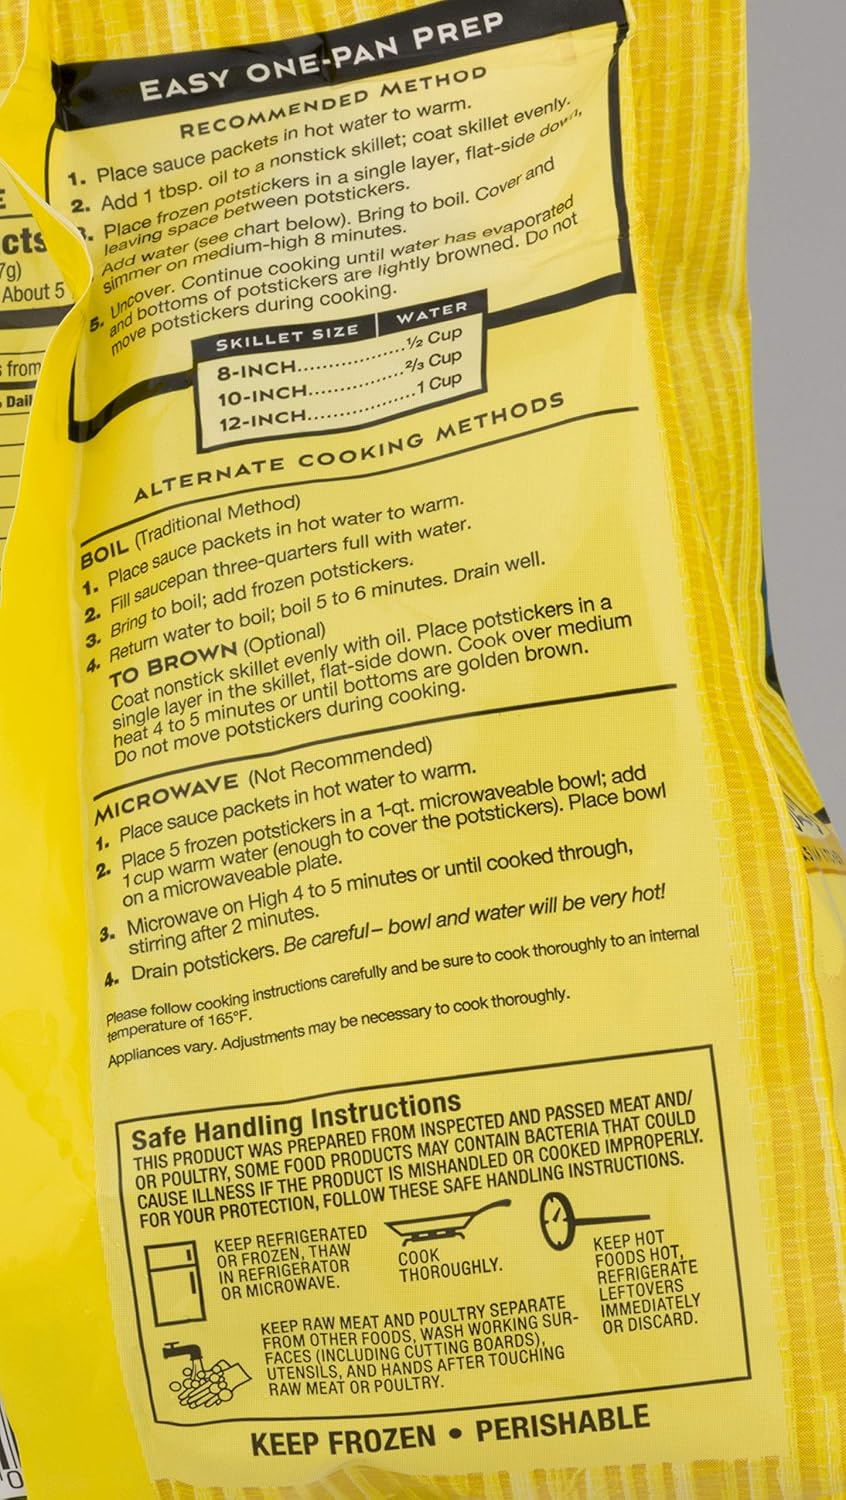 EASY ONE-PAN PREP
RECOMMENDED METHOD
1. Place sauce packets in hot water to warm.
2. Add 1 tbsp. oil to a nonstick skillet; coat skillet evenly.
3. Place frozen potstickers in a single layer, flat-side down,
leaving space between potstickers.
Add water (see chart below). Bring to boil. Cover and
simmer on medium-high 8 minutes.
5. Uncover. Continue cooking until water has evaporated
and bottoms of potstickers are lightly browned. Do not
move potstickers during cooking.
SKILLET SIZE | WATER
8-INCH....................½ Cup
10-INCH..................⅔ Cup
12-INCH....................1 Cup
ALTERNATE COOKING METHODS
BOIL (Traditional Method)
1. Place sauce packets in hot water to warm.
2. Fill saucepan three-quarters full with water.
3. Bring to boil; add frozen potstickers.
4. Return water to boil; boil 5 to 6 minutes. Drain well.
TO BROWN (Optional)
Coat nonstick skillet evenly with oil. Place potstickers in a
single layer in the skillet, flat-side down. Cook over medium
heat 4 to 5 minutes or until bottoms are golden brown.
Do not move potstickers during cooking.
MICROWAVE (Not Recommended)
1. Place sauce packets in hot water to warm.
2. Place 5 frozen potstickers in a 1-qt. microwaveable bowl; add
1 cup warm water (enough to cover the potstickers). Place bowl
on a microwaveable plate.
3. Microwave on High 4 to 5 minutes or until cooked through,
stirring after 2 minutes.
4. Drain potstickers. Be careful – bowl and water will be very hot!
Please follow cooking instructions carefully and be sure to cook thoroughly to an internal
temperature of 165°F.
Appliances vary. Adjustments may be necessary to cook thoroughly.
Safe Handling Instructions
THIS PRODUCT WAS PREPARED FROM INSPECTED AND PASSED MEAT AND/
OR POULTRY, SOME FOOD PRODUCTS MAY CONTAIN BACTERIA THAT COULD
CAUSE ILLNESS IF THE PRODUCT IS MISHANDLED OR COOKED IMPROPERLY.
FOR YOUR PROTECTION, FOLLOW THESE SAFE HANDLING INSTRUCTIONS.
KEEP REFRIGERATED
OR FROZEN, THAW
IN REFRIGERATOR
OR MICROWAVE.
COOK
THOROUGHLY.
KEEP HOT
FOODS HOT,
REFRIGERATE
LEFTOVERS
IMMEDIATELY
OR DISCARD.
KEEP RAW MEAT AND POULTRY SEPARATE
FROM OTHER FOODS, WASH WORKING SUR-
FACES (INCLUDING CUTTING BOARDS),
UTENSILS, AND HANDS AFTER TOUCHING
RAW MEAT OR POULTRY.
KEEP FROZEN • PERISHABLE
cts
7g)
About 5
from